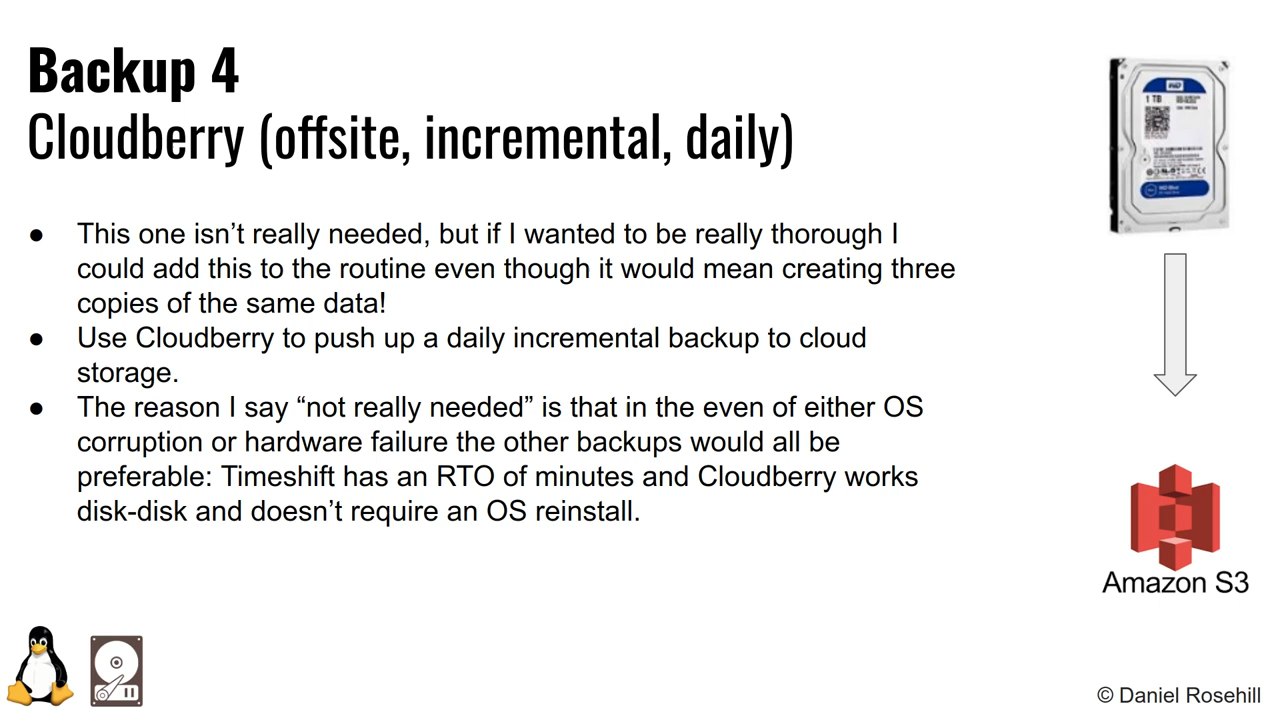 Backup 4
Cloudberry (offsite, incremental, daily)
● This one isn’t really needed, but if I wanted to be really thorough I
could add this to the routine even though it would mean creating three
copies of the same data!
● Use Cloudberry to push up a daily incremental backup to cloud
storage.
● The reason I say “not really needed” is that in the even of either OS
corruption or hardware failure the other backups would all be
preferable: Timeshift has an RTO of minutes and Cloudberry works
disk-disk and doesn’t require an OS reinstall.
WD
1 TB
Amazon S3
© Daniel Rosehill